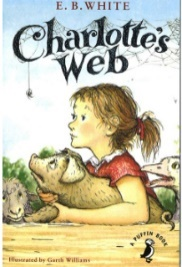 E. B. WHITE
Charlotte's
Web
A PUFFIN BOOK
Illustrated by Garth Williams